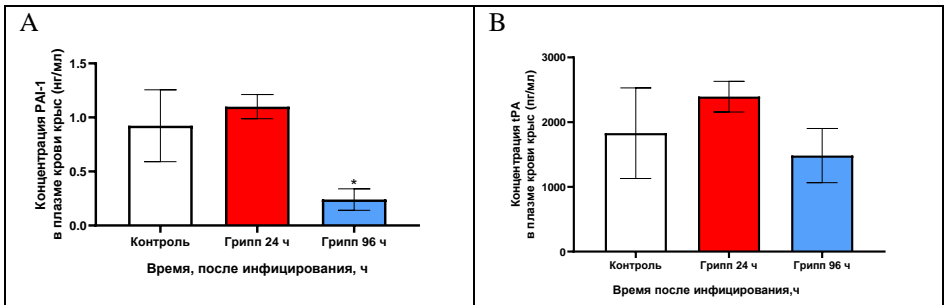 A
Концентрация PAI-1
в плазме крови крыс (нг/мл)
1.5
1.0
0.5
0.0
*
Контроль
Грипп 24 ч
Грипп 96 ч
Время, после инфицирования, ч
B
Концентрация tPA
в плазме крови крыс (пг/мл)
3000
2000
1000
0
Контроль
Грипп 24 ч
Грипп 96 ч
Время после инфицирования,ч